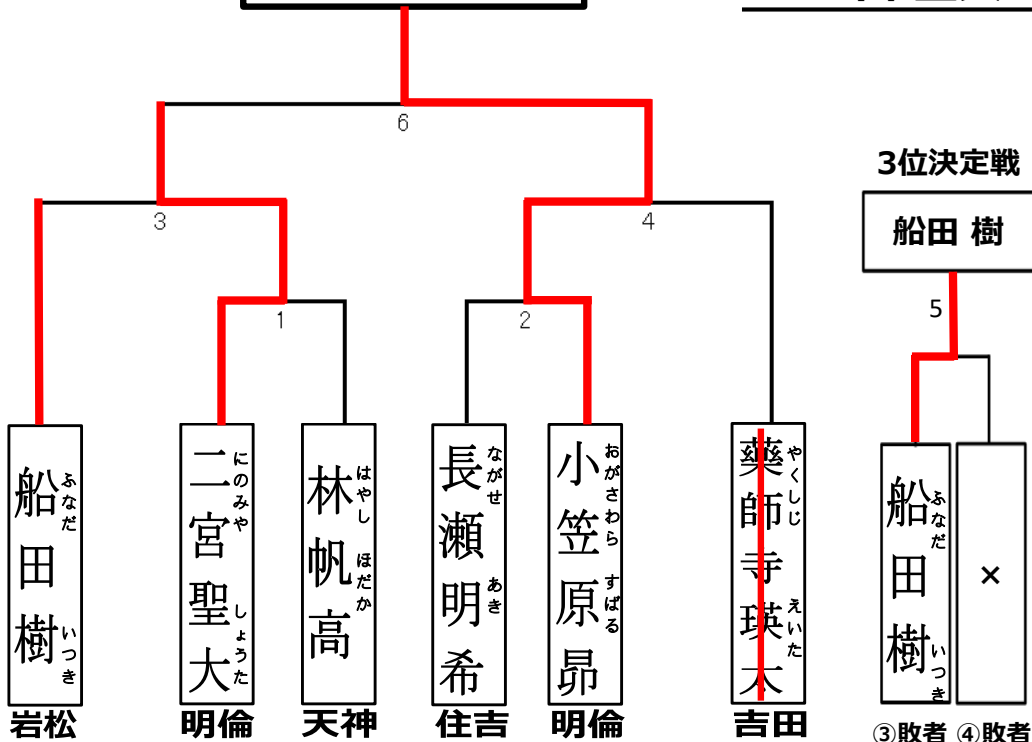 6
3
4
1
2
船田樹
ふなだ
いつき
岩松
二宮聖大
にのみや
しょうた
明倫
林帆高
はやし
ほだか
天神
長瀬明希
ながせ
あき
住吉
小笠原昴
おがさわら
すばる
明倫
藥師寺瑛太
やくしじ
えいた
吉田
3位決定戦
船田 樹
5
船田樹
ふなだ
いつき
×
③敗者 ④敗者